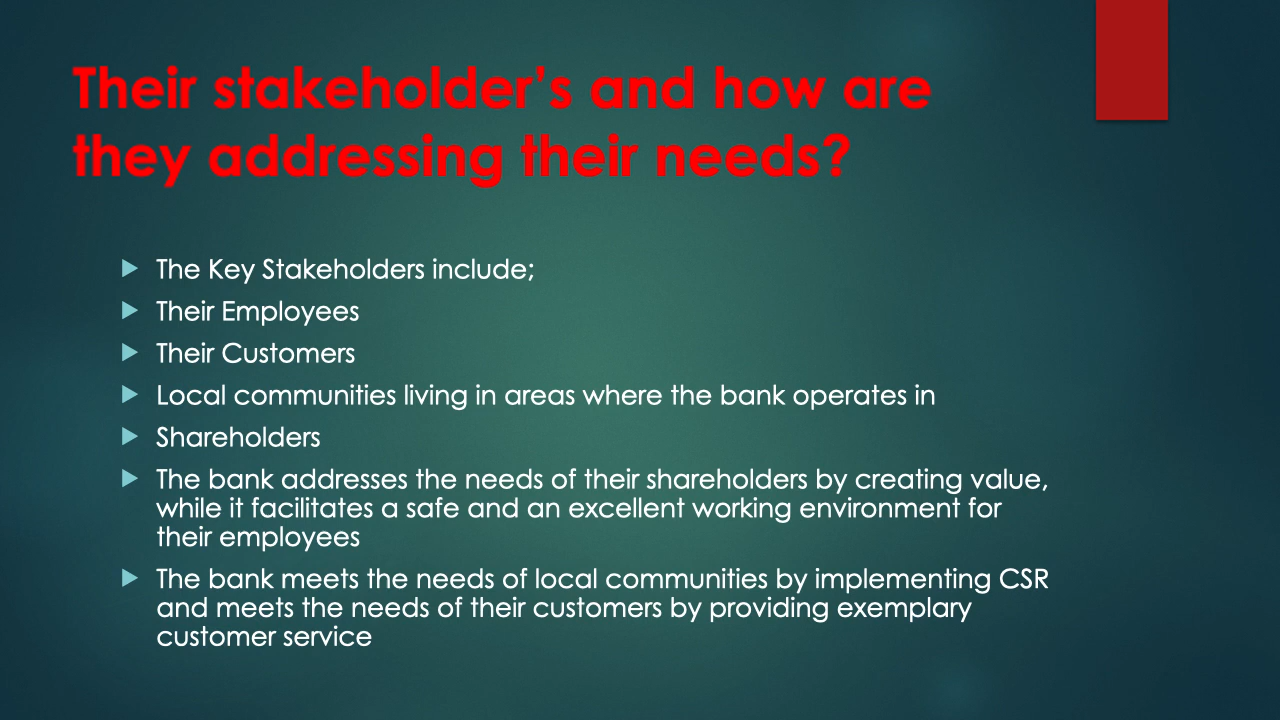 Their stakeholder’s and how are
they addressing their needs?
The Key Stakeholders include;
Their Employees
Their Customers
Local communities living in areas where the bank operates in
Shareholders
The bank addresses the needs of their shareholders by creating value,
while it facilitates a safe and an excellent working environment for
their employees
The bank meets the needs of local communities by implementing CSR
and meets the needs of their customers by providing exemplary
customer service